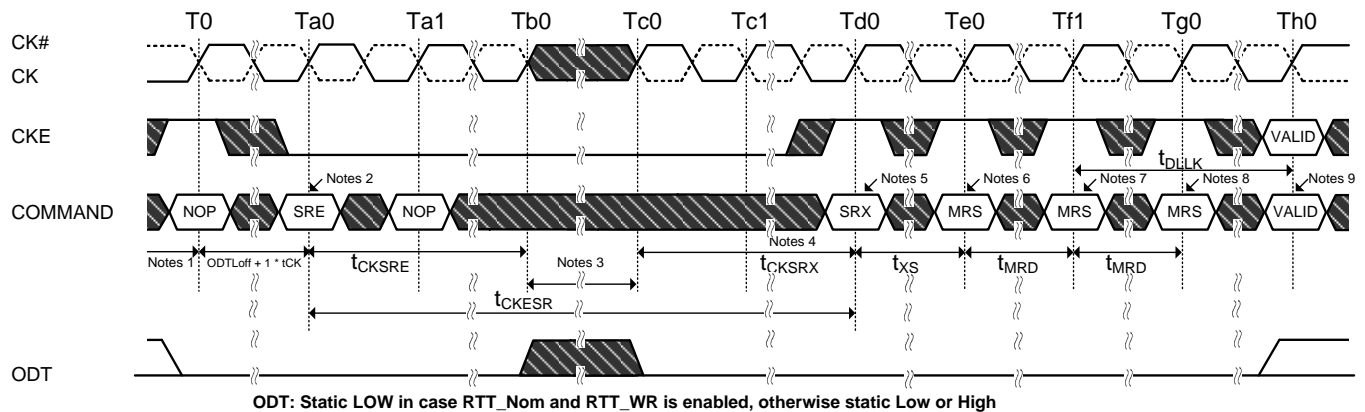 T0 Ta0 Ta1 Tb0 Tc0 Tc1 Td0 Te0 Tf1 Tg0 Th0
CK#
CK
CKE
VALID
tDLLK
Notes 2 Notes 5 Notes 6 Notes 7 Notes 8 Notes 9
COMMAND
NOP SRE NOP SRX MRS MRS MRS VALID
Notes 1 ODTLoff + 1 * tCK tCKSRE Notes 3 Notes 4 tCKSRX tXS tMRD tMRD
tCKESR
ODT
ODT: Static LOW in case RTT_Nom and RTT_WR is enabled, otherwise static Low or High